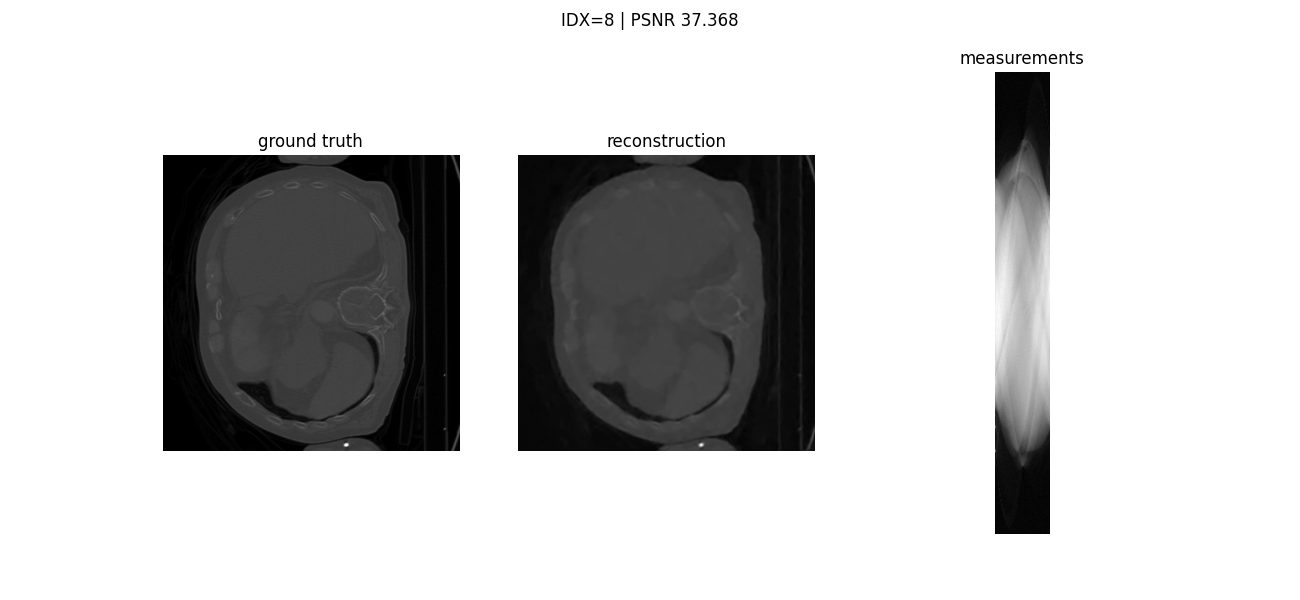 IDX=8 | PSNR 37.368
measurements
ground truth
reconstruction